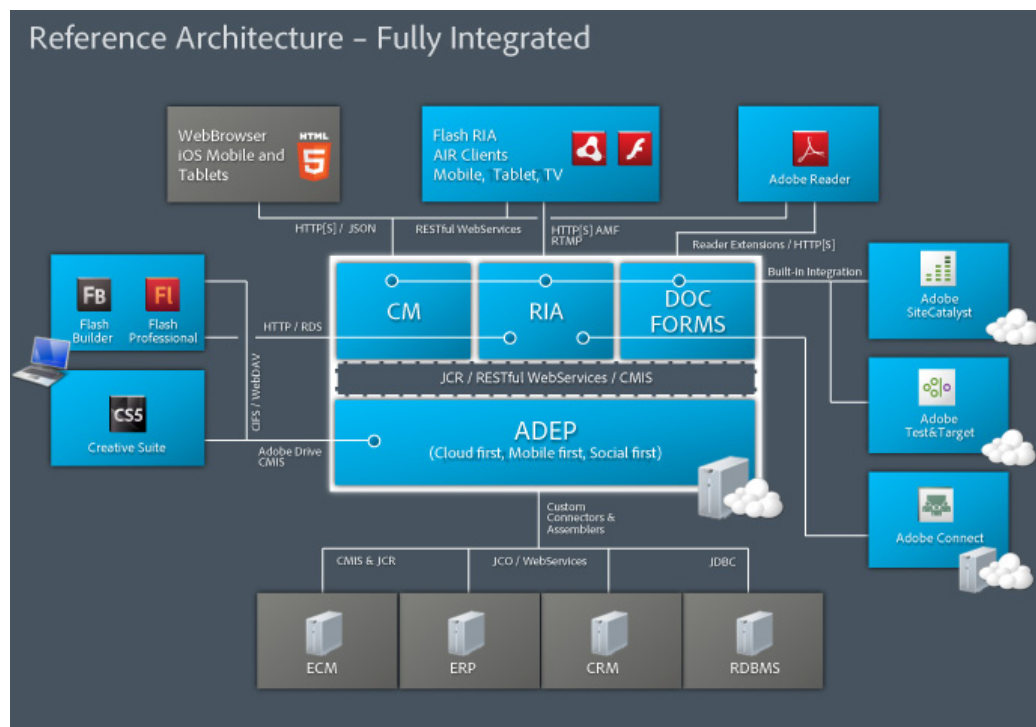 Reference Architecture – Fully Integrated
WebBrowser
iOS Mobile and
Tablets
HTML
5
Flash RIA
AIR Clients
Mobile, Tablet, TV
Adobe Reader
HTTP[S] / JSON
RESTful WebServices
HTTP[S] AMF
RTMP
Reader Extensions / HTTP[S]
Built-in Integration
FB
Flash
Builder
Fl
Flash
Professional
HTTP / RDS
CIFS / WebDAV
CS5
Creative Suite
Adobe Drive
CMIS
CM
RIA
DOC
FORMS
JCR / RESTful WebServices / CMIS
ADEP
(Cloud first, Mobile first, Social first)
Adobe
SiteCatalyst
Adobe
Test&Target
Adobe Connect
Custom
Connectors &
Assemblers
CMIS & JCR
JCO / WebServices
JDBC
ECM
ERP
CRM
RDBMS